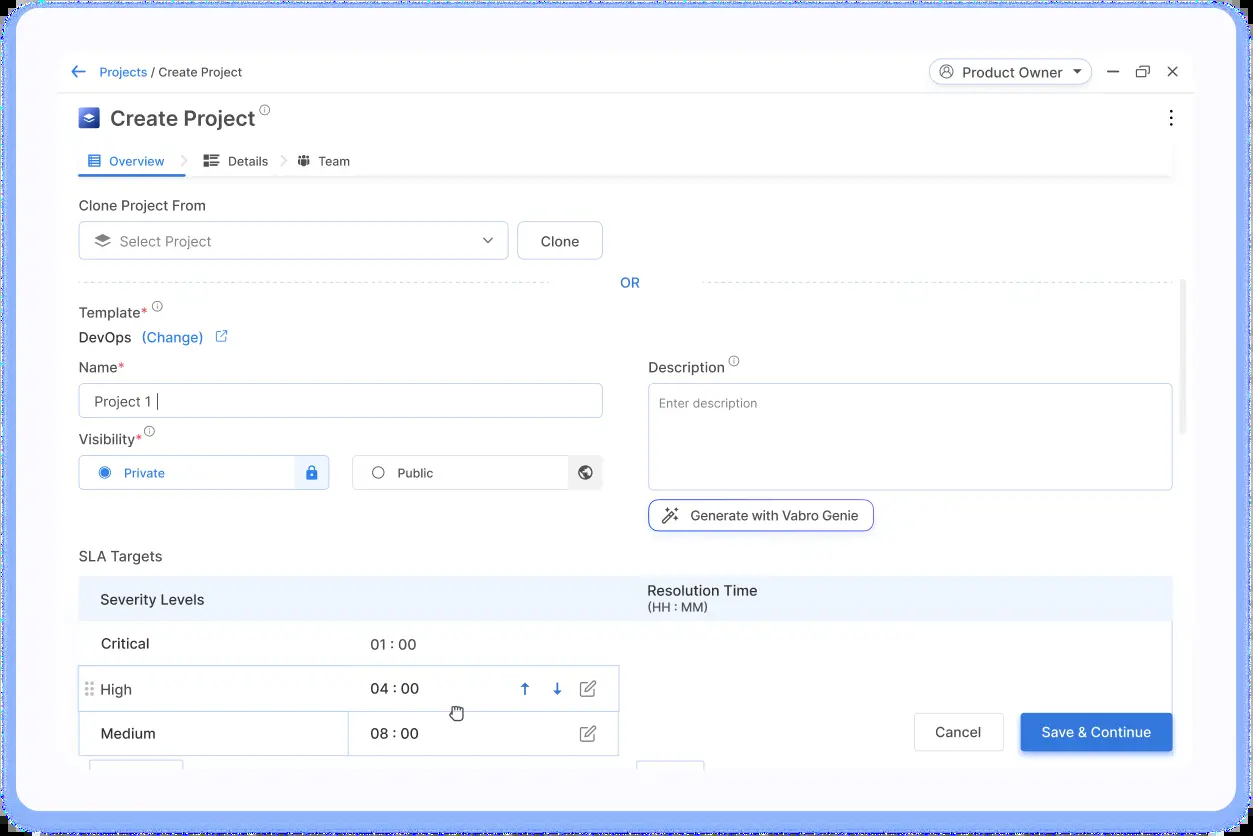 Projects / Create Project
Product Owner
Create Project
Overview
Details
Team
Clone Project From
Select Project
Clone
OR
Template*
DevOps (Change)
Name*
Description
Project 1
Enter description
Visibility*
Private
Public
Generate with Vabro Genie
SLA Targets
Severity Levels
Resolution Time
(HH : MM)
Critical
01 : 00
High
04 : 00
Medium
08 : 00
Cancel
Save & Continue